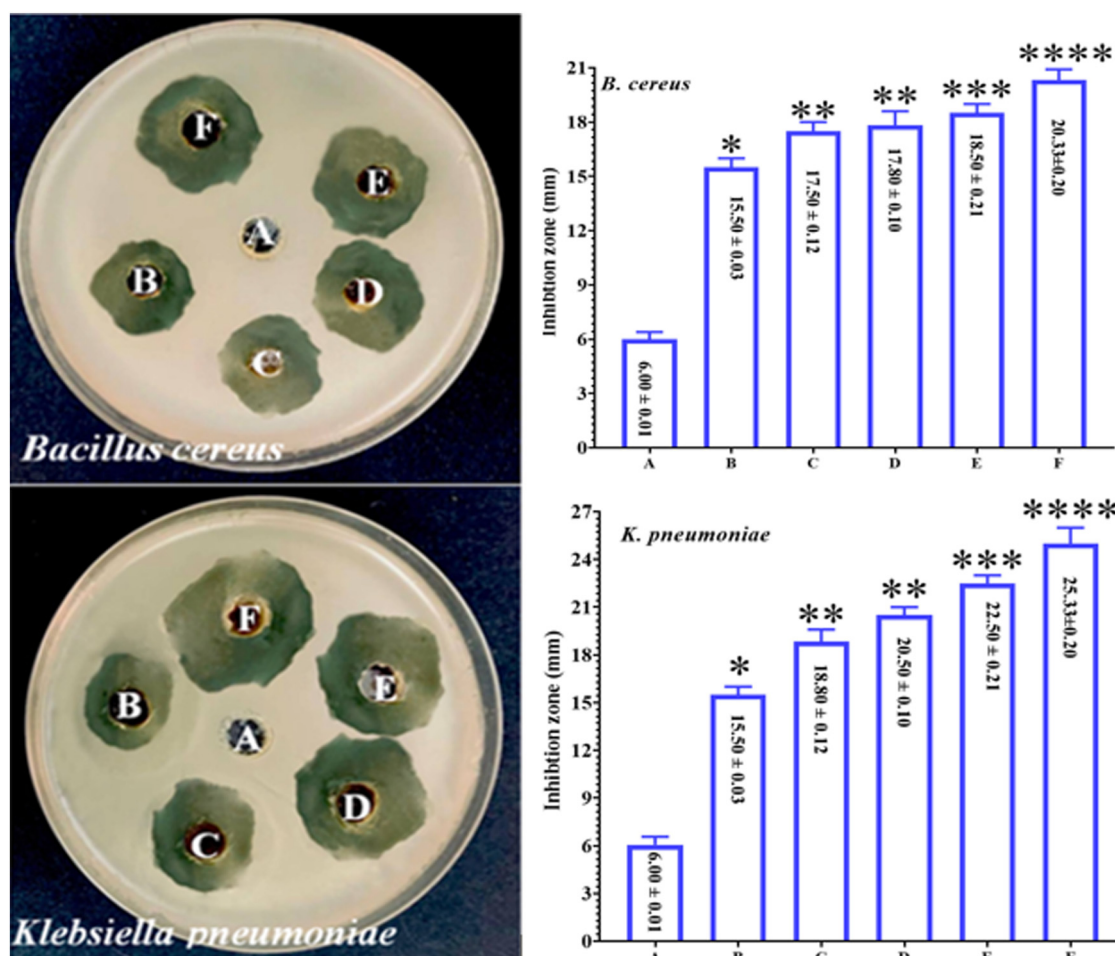 F
E
A
B
D
C
Bacillus cereus
B. cereus
Inhibtion zone (mm)
21
18
15
12
9
6
3
0
*
**
**
***
****
6.00 ± 0.01
15.50 ± 0.03
17.50 ± 0.12
17.80 ± 0.10
18.50 ± 0.21
20.33±0.20
A B C D E F
F
E
B
A
D
C
Klebsiella pneumoniae
K. pneumoniae
Inhibtion zone (mm)
27
24
21
18
15
12
9
6
3
0
*
**
**
***
****
6.00 ± 0.01
15.50 ± 0.03
18.80 ± 0.12
20.50 ± 0.10
22.50 ± 0.21
25.33±0.20
A B C D E F